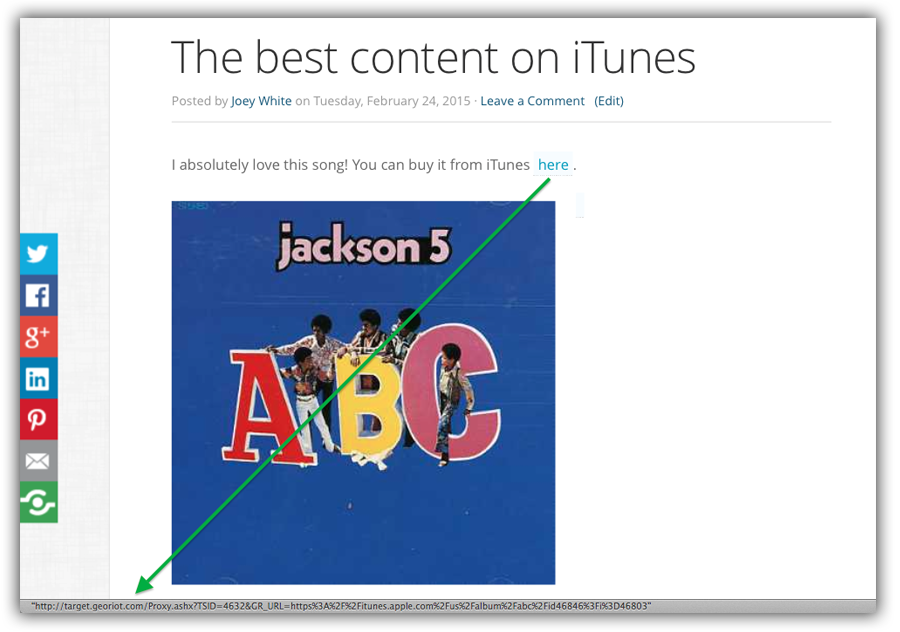 The best content on iTunes
Posted by Joey White on Tuesday, February 24, 2015 · Leave a Comment (Edit)
I absolutely love this song! You can buy it from iTunes here .
STEREO
jackson 5
ABC
g+
in
"http://target.georiot.com/Proxy.ashx?TSID=4632&GR_URL=https%3A%2F%2Fitunes.apple.com%2Fus%2Falbum%2Fabc%2Fid46846%3Fi%3D46803"